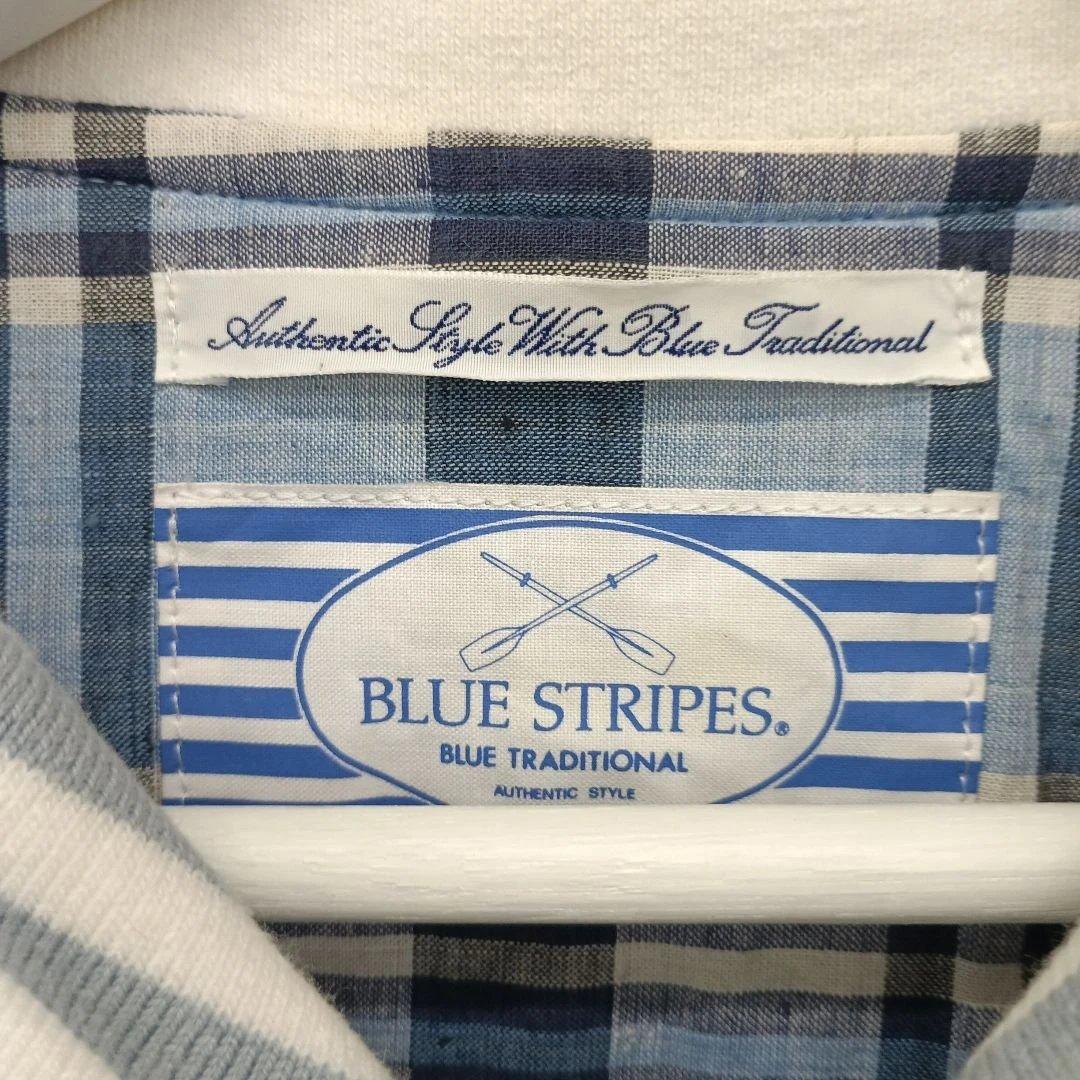 Authentic Style With Blue Traditional
BLUE STRIPES®
BLUE TRADITIONAL
AUTHENTIC STYLE